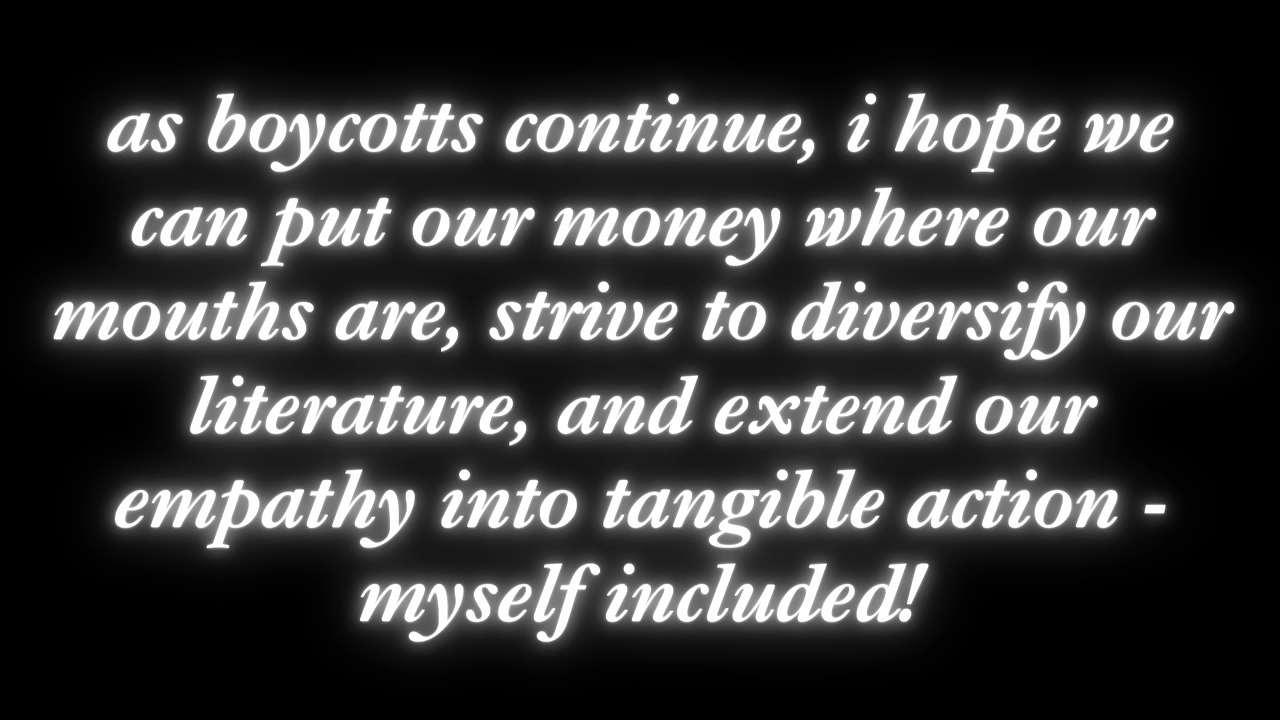 as boycotts continue, i hope we
can put our money where our
mouths are, strive to diversify our
literature, and extend our
empathy into tangible action -
myself included!